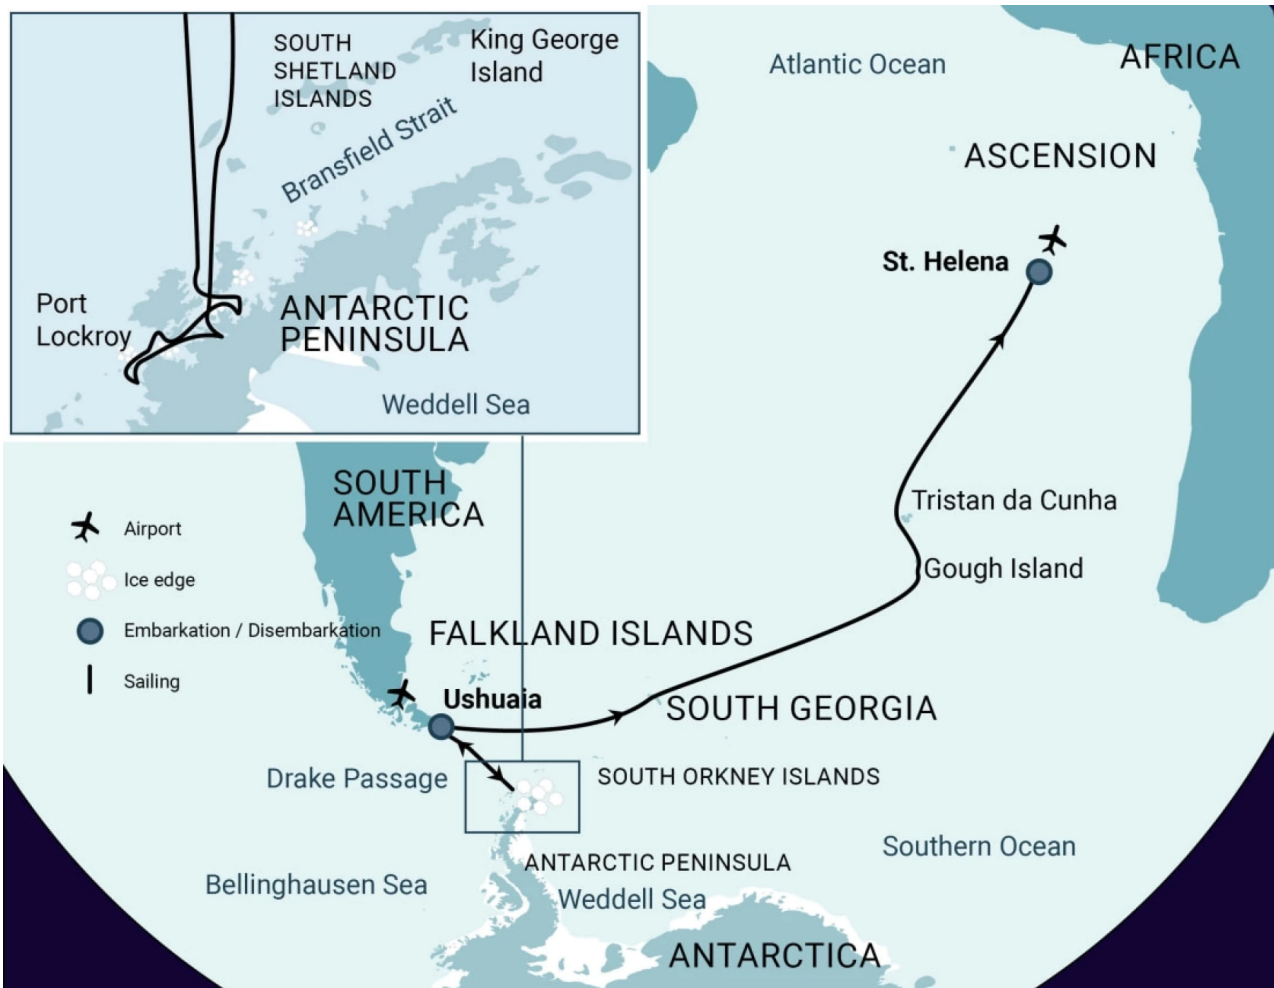 SOUTH
SHETLAND
ISLANDS
King George
Island
Bransfield Strait
Port
Lockroy
ANTARCTIC
PENINSULA
Weddell Sea
Atlantic Ocean
AFRICA
ASCENSION
St. Helena
SOUTH
AMERICA
Tristan da Cunha
Gough Island
Airport
Ice edge
Embarkation / Disembarkation
Sailing
FALKLAND ISLANDS
Ushuaia
SOUTH GEORGIA
Drake Passage
SOUTH ORKNEY ISLANDS
Southern Ocean
ANTARCTIC PENINSULA
Bellinghausen Sea
Weddell Sea
ANTARCTICA